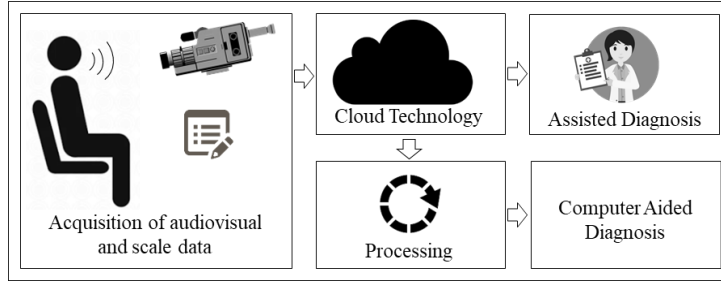 Acquisition of audiovisual
and scale data
Cloud Technology
Assisted Diagnosis
Processing
Computer Aided
Diagnosis